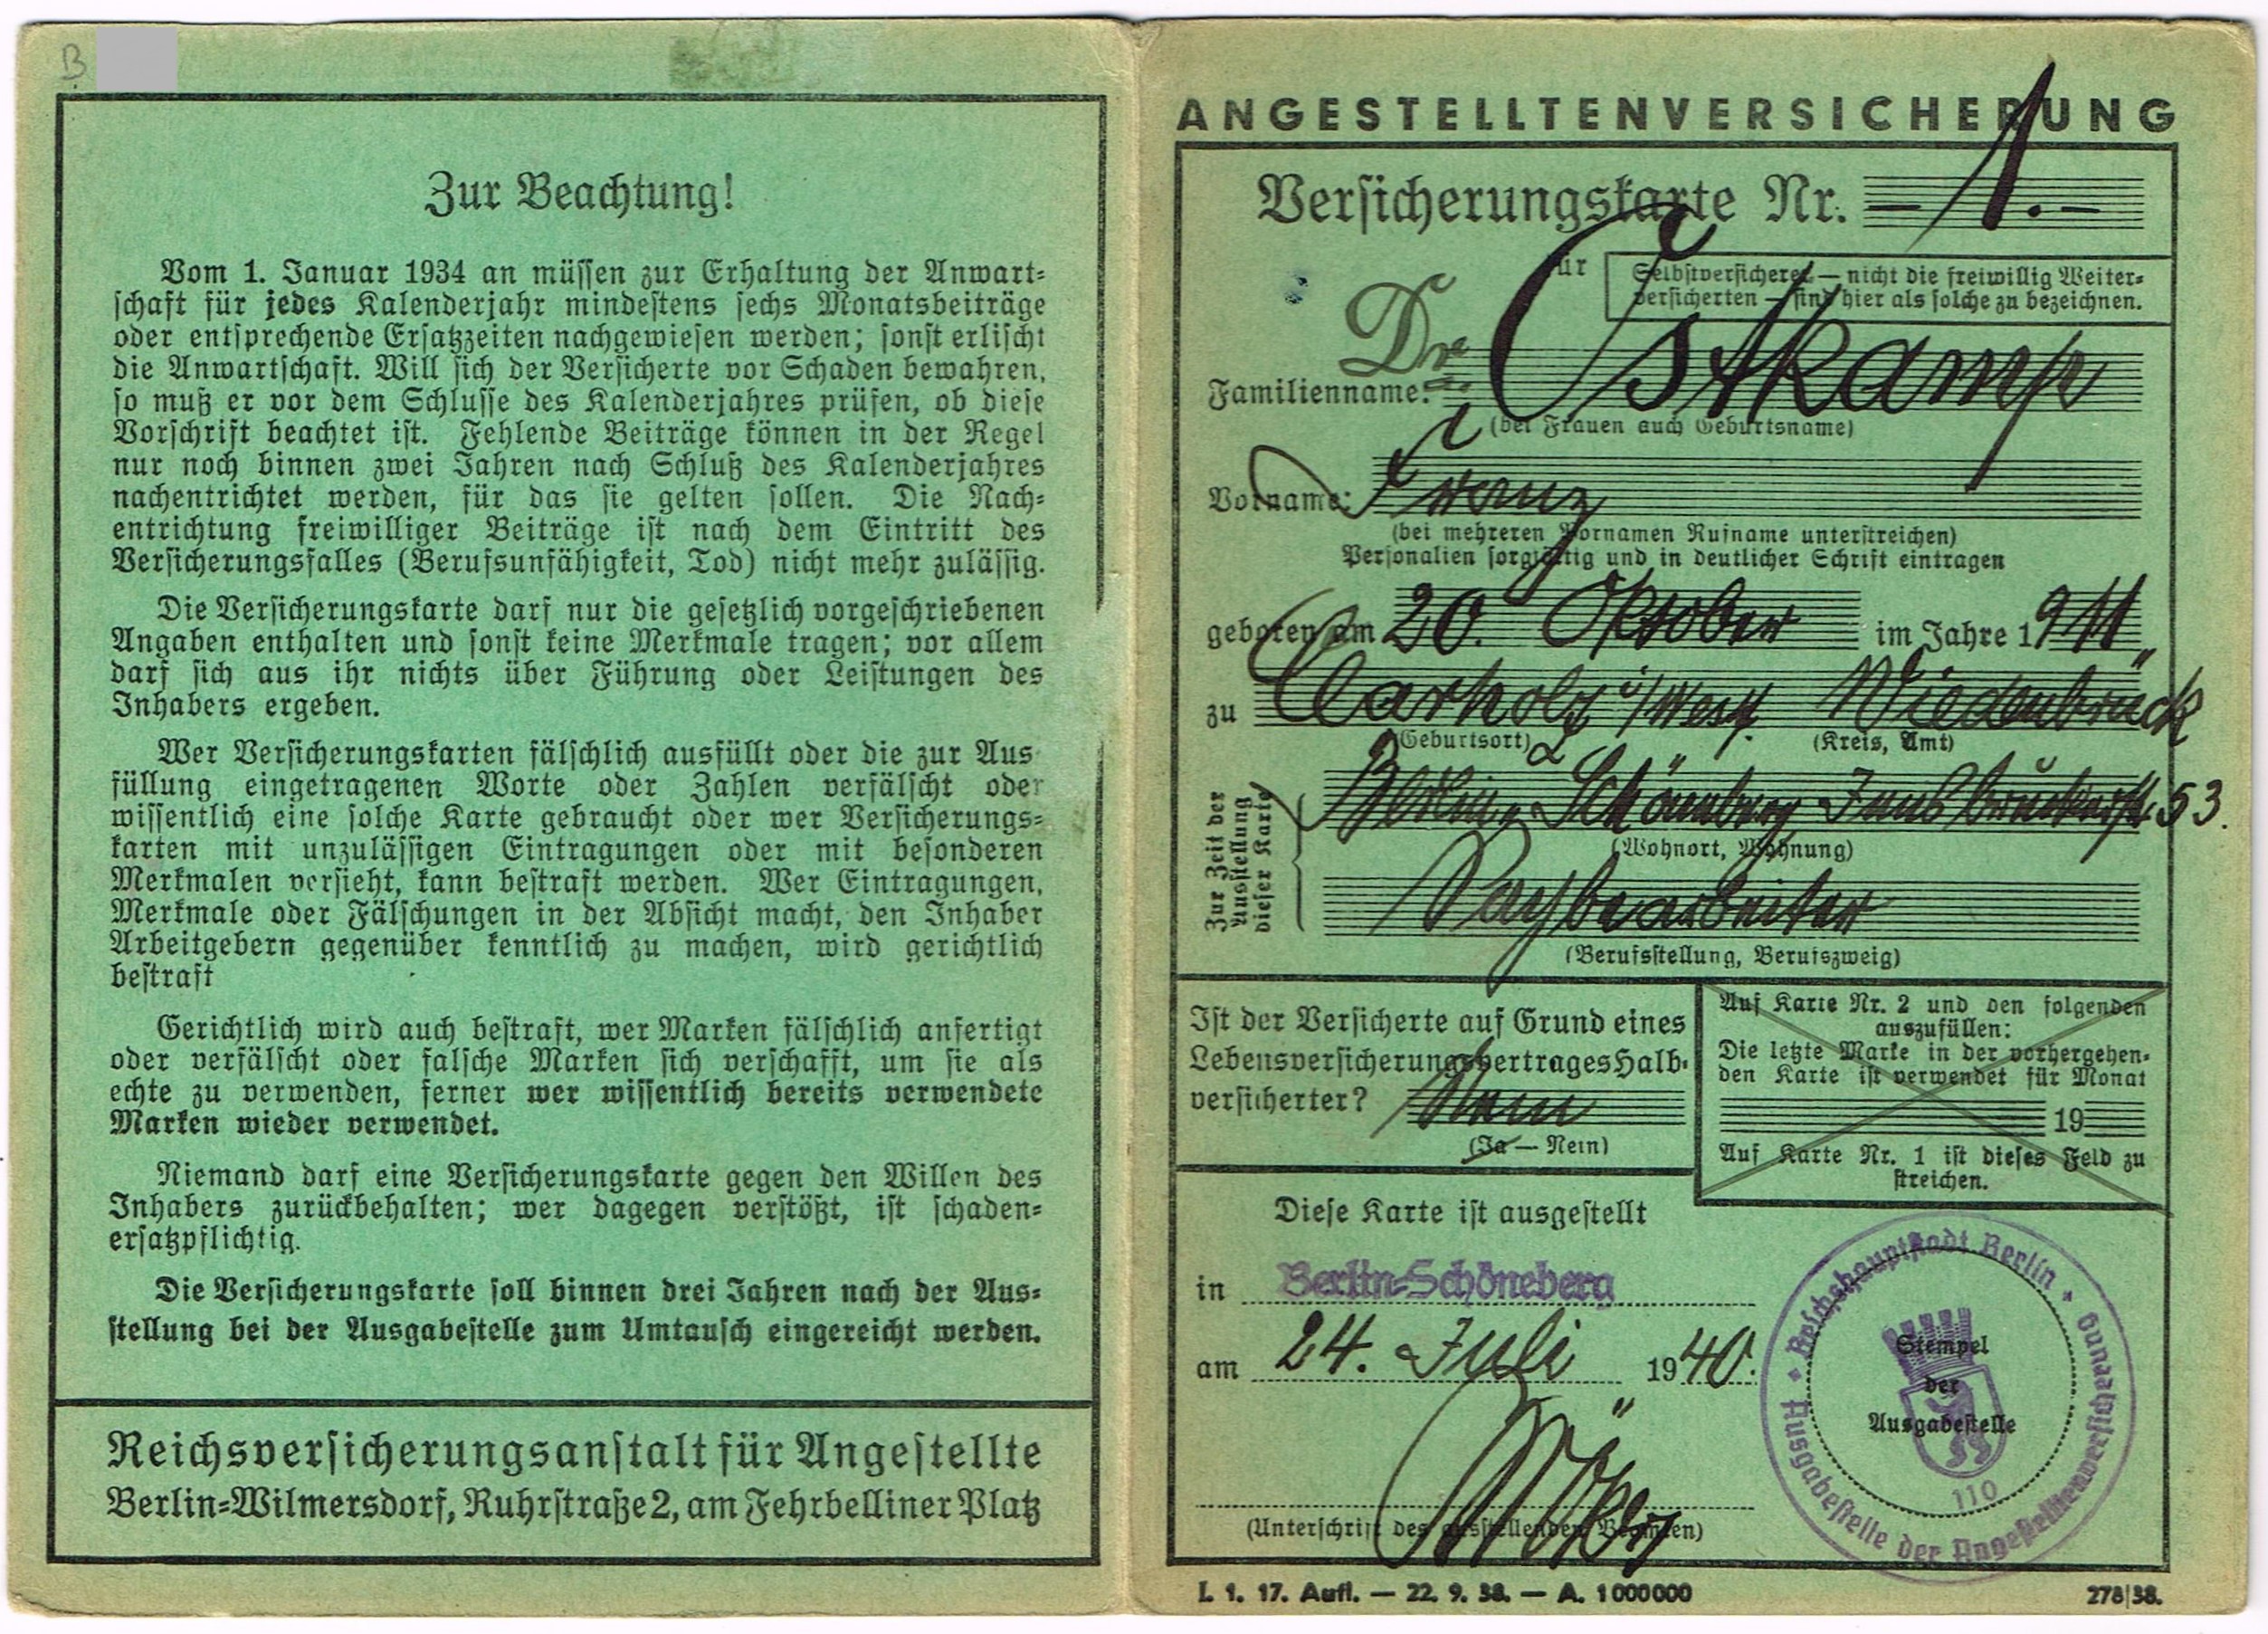 B
Zur Beachtung!
Vom 1. Januar 1934 an müssen zur Erhaltung der Anwart-
schaft für jedes Kalenderjahr mindestens sechs Monatsbeiträge
oder entsprechende Ersatzzeiten nachgewiesen werden; sonst erlischt
die Anwartschaft. Will sich der Versicherte vor Schaden bewahren,
so muß er vor dem Schlusse des Kalenderjahres prüfen, ob diese
Vorschrift beachtet ist. Fehlende Beiträge können in der Regel
nur noch binnen zwei Jahren nach Schluß des Kalenderjahres
nachentrichtet werden, für das sie gelten sollen. Die Nach-
entrichtung freiwilliger Beiträge ist nach dem Eintritt des
Versicherungsfalles (Berufsunfähigkeit, Tod) nicht mehr zulässig.
Die Versicherungskarte darf nur die gesetzlich vorgeschriebenen
Angaben enthalten und sonst keine Merkmale tragen; vor allem
darf sich aus ihr nichts über Führung oder Leistungen des
Inhabers ergeben.
Wer Versicherungskarten fälschlich ausfüllt oder die zur Aus
füllung eingetragenen Worte oder Zahlen verfälscht oder
wissentlich eine solche Karte gebraucht oder wer Versicherungs-
karten mit unzulässigen Eintragungen oder mit besonderen
Merkmalen versieht, kann bestraft werden. Wer Eintragungen,
Merkmale oder Fälschungen in der Absicht macht, den Inhaber
Arbeitgebern gegenüber kenntlich zu machen, wird gerichtlich
bestraft
Gerichtlich wird auch bestraft, wer Marken fälschlich anfertigt
oder verfälscht oder falsche Marken sich verschafft, um sie als
echte zu verwenden, ferner wer wissentlich bereits verwendete
Marken wieder verwendet.
Niemand darf eine Versicherungskarte gegen den Willen des
Inhabers zurückbehalten; wer dagegen verstößt, ist schaden-
ersatzpflichtig.
Die Versicherungskarte soll binnen drei Jahren nach der Aus-
stellung bei der Ausgabestelle zum Umtausch eingereicht werden.
Reichsversicherungsanstalt für Angestellte
Berlin-Wilmersdorf, Ruhrstraße 2, am Fehrbelliner Platz
ANGESTELLTENVERSICHERUNG
Versicherungskarte Nr. — 1. —
für
Selbstversicherer — nicht die freiwillig Weiter-
versicherten — sind hier als solche zu bezeichnen.
Familienname: Dr. Ostkamp
(bei Frauen auch Geburtsname)
Vorname: Franz
(bei mehreren Vornamen Rufname unterstreichen)
Personalien sorgfältig und in deutlicher Schrift eintragen
geboren am 20. Oktober im Jahre 1911
zu Clarholz i/Westf. Wiedenbrück
(Geburtsort) (Kreis, Amt)
Zur Zeit der
Ausstellung
dieser Karte
Berlin-Schöneberg Innsbruckerstr. 53.
(Wohnort, Wohnung)
Sachbearbeiter
(Berufsstellung, Berufszweig)
Ist der Versicherte auf Grund eines
Lebensversicherungsvertrages Halb-
versicherter? Nein
(Ja — Nein)
Auf Karte Nr. 2 und den folgenden
auszufüllen:
Die letzte Marke in der vorhergehen-
den Karte ist verwendet für Monat
19
Auf Karte Nr. 1 ist dieses Feld zu
streichen.
Diese Karte ist ausgestellt
in Berlin-Schöneberg
am 24. Juli 1940.
(Unterschrift des ausstellenden Beamten)
Reichshauptstadt Berlin
Ausgabestelle der Angestelltenversicherung
Stempel
der
Ausgabestelle
110
I. 1. 17. Aufl. — 22. 9. 38. — A. 1000000
278/38.